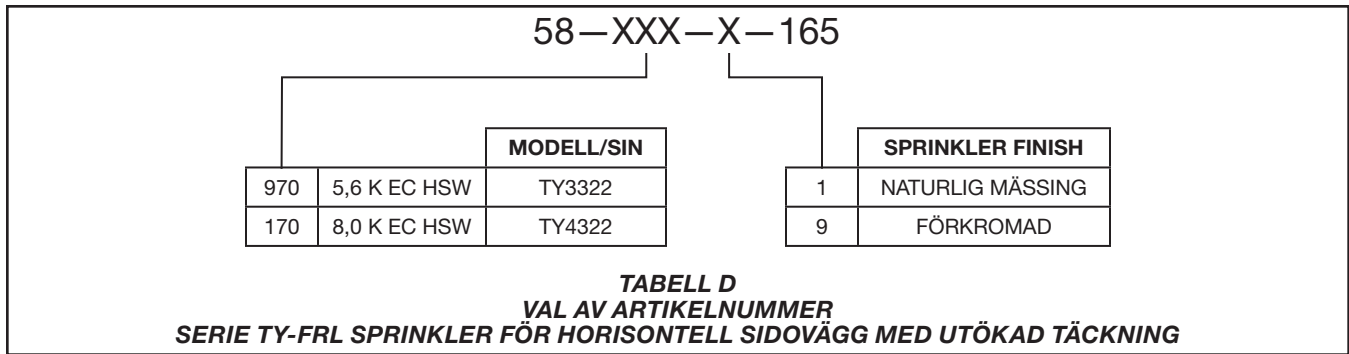 58—XXX—X—165
MODELL/SIN
970 5,6 K EC HSW TY3322
170 8,0 K EC HSW TY4322
SPRINKLER FINISH
1 NATURLIG MÄSSING
9 FÖRKROMAD
TABELL D
VAL AV ARTIKELNUMMER
SERIE TY-FRL SPRINKLER FÖR HORISONTELL SIDOVÄGG MED UTÖKAD TÄCKNING